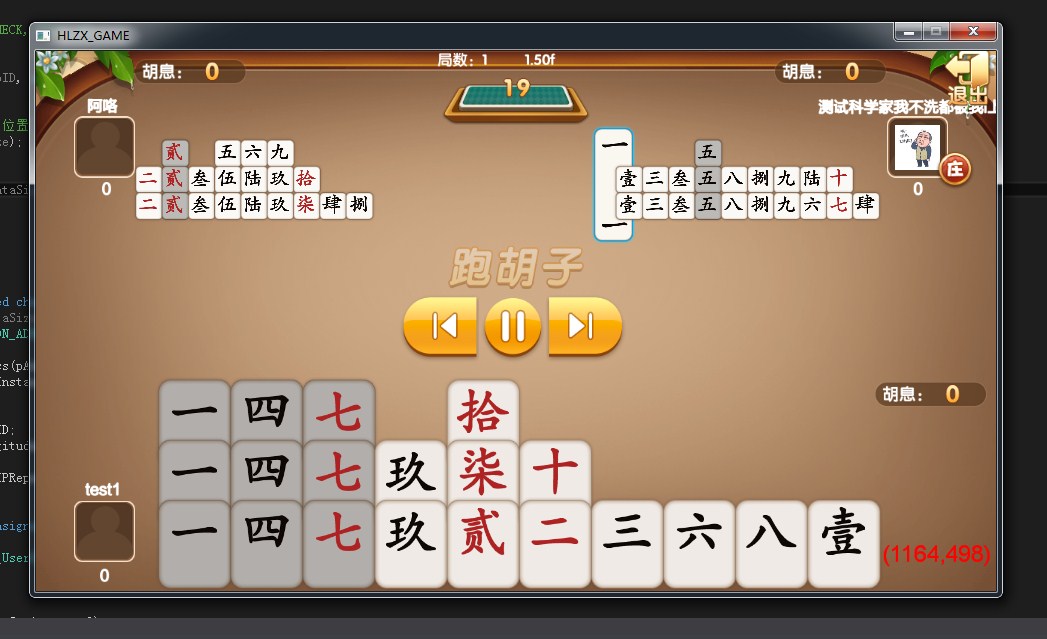 HECK,
HLZX_GAME
胡息： 0
局数：1 1.50f
胡息： 0
19
退出
阿咯
测试科学家我不洗都被我上
位置
0
庄
0
贰 五 六 九
二 贰 叁 伍 陆 玖 拾
二 贰 叁 伍 陆 玖 柒 肆 捌
一
五
壹 三 叁 五 八 捌 九 陆 十
壹 三 叁 五 八 捌 九 六 七 肆
一
跑胡子
胡息： 0
一 四 七 拾
一 四 七 玖 柒 十
一 四 七 玖 贰 二 三 六 八 壹
test1
0
(1164,498)